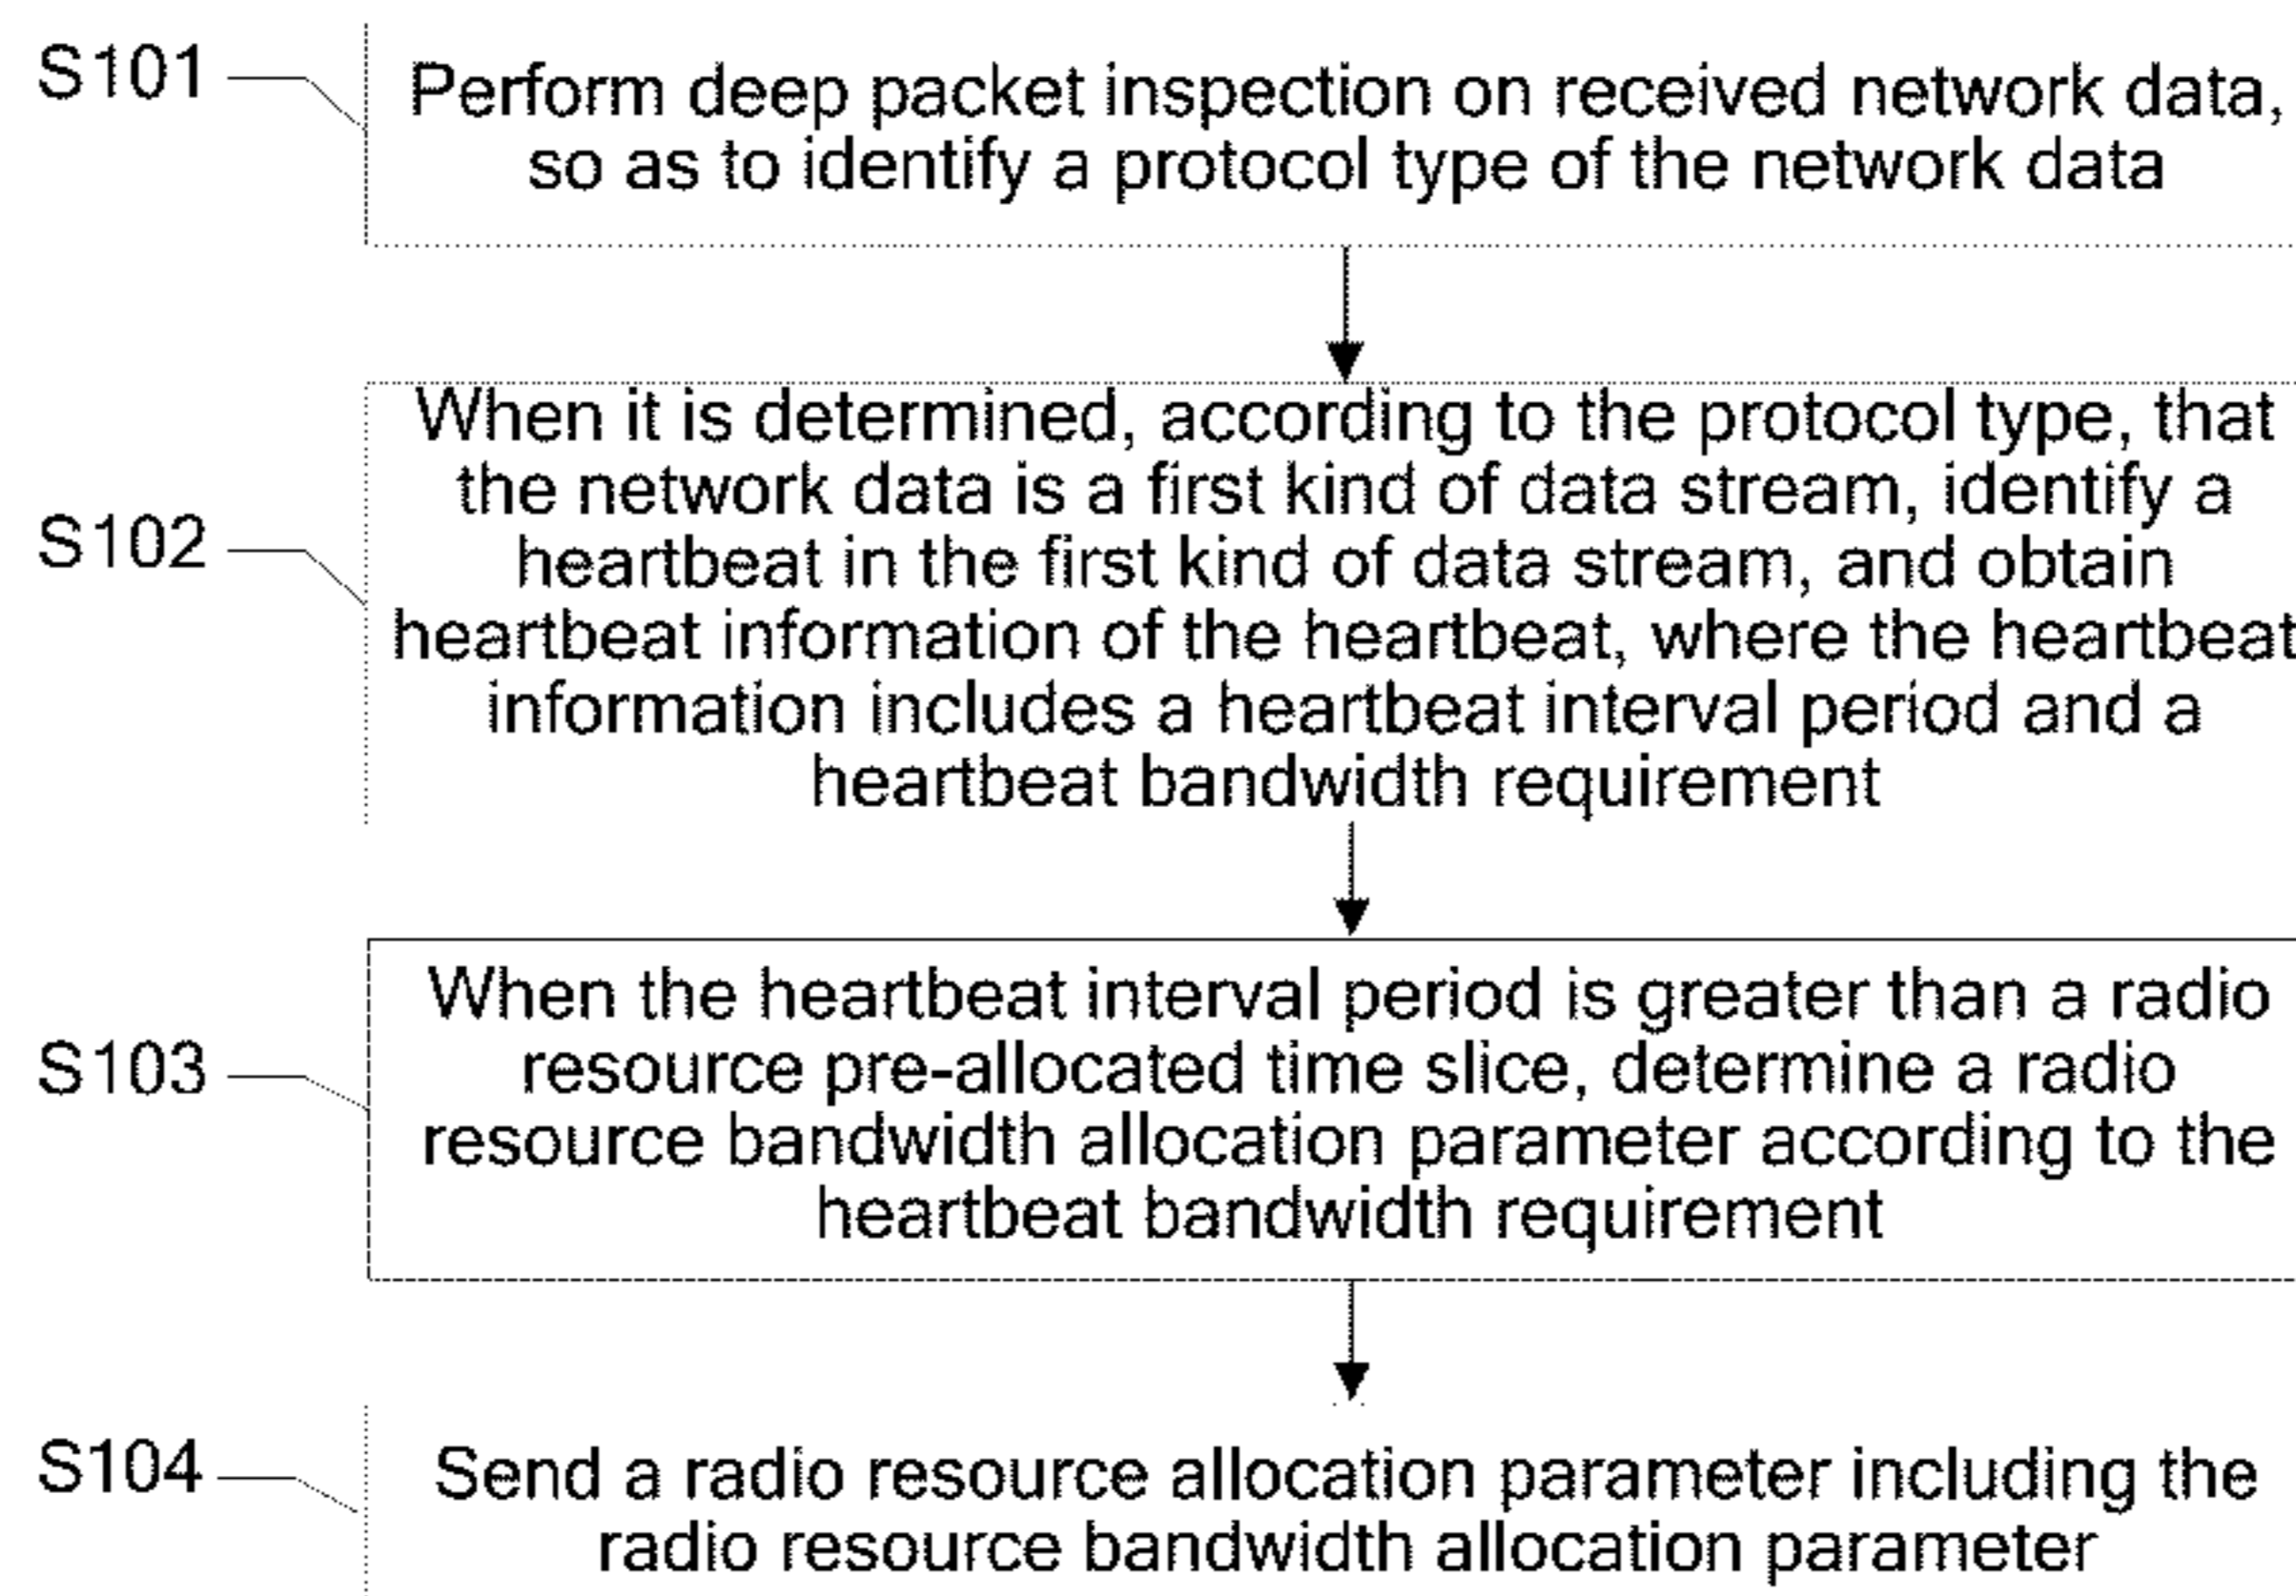 S101
Perform deep packet inspection on received network data,
so as to identify a protocol type of the network data
S102
When it is determined, according to the protocol type, that
the network data is a first kind of data stream, identify a
heartbeat in the first kind of data stream, and obtain
heartbeat information of the heartbeat, where the heartbeat
information includes a heartbeat interval period and a
heartbeat bandwidth requirement
S103
When the heartbeat interval period is greater than a radio
resource pre-allocated time slice, determine a radio
resource bandwidth allocation parameter according to the
heartbeat bandwidth requirement
S104
Send a radio resource allocation parameter including the
radio resource bandwidth allocation parameter